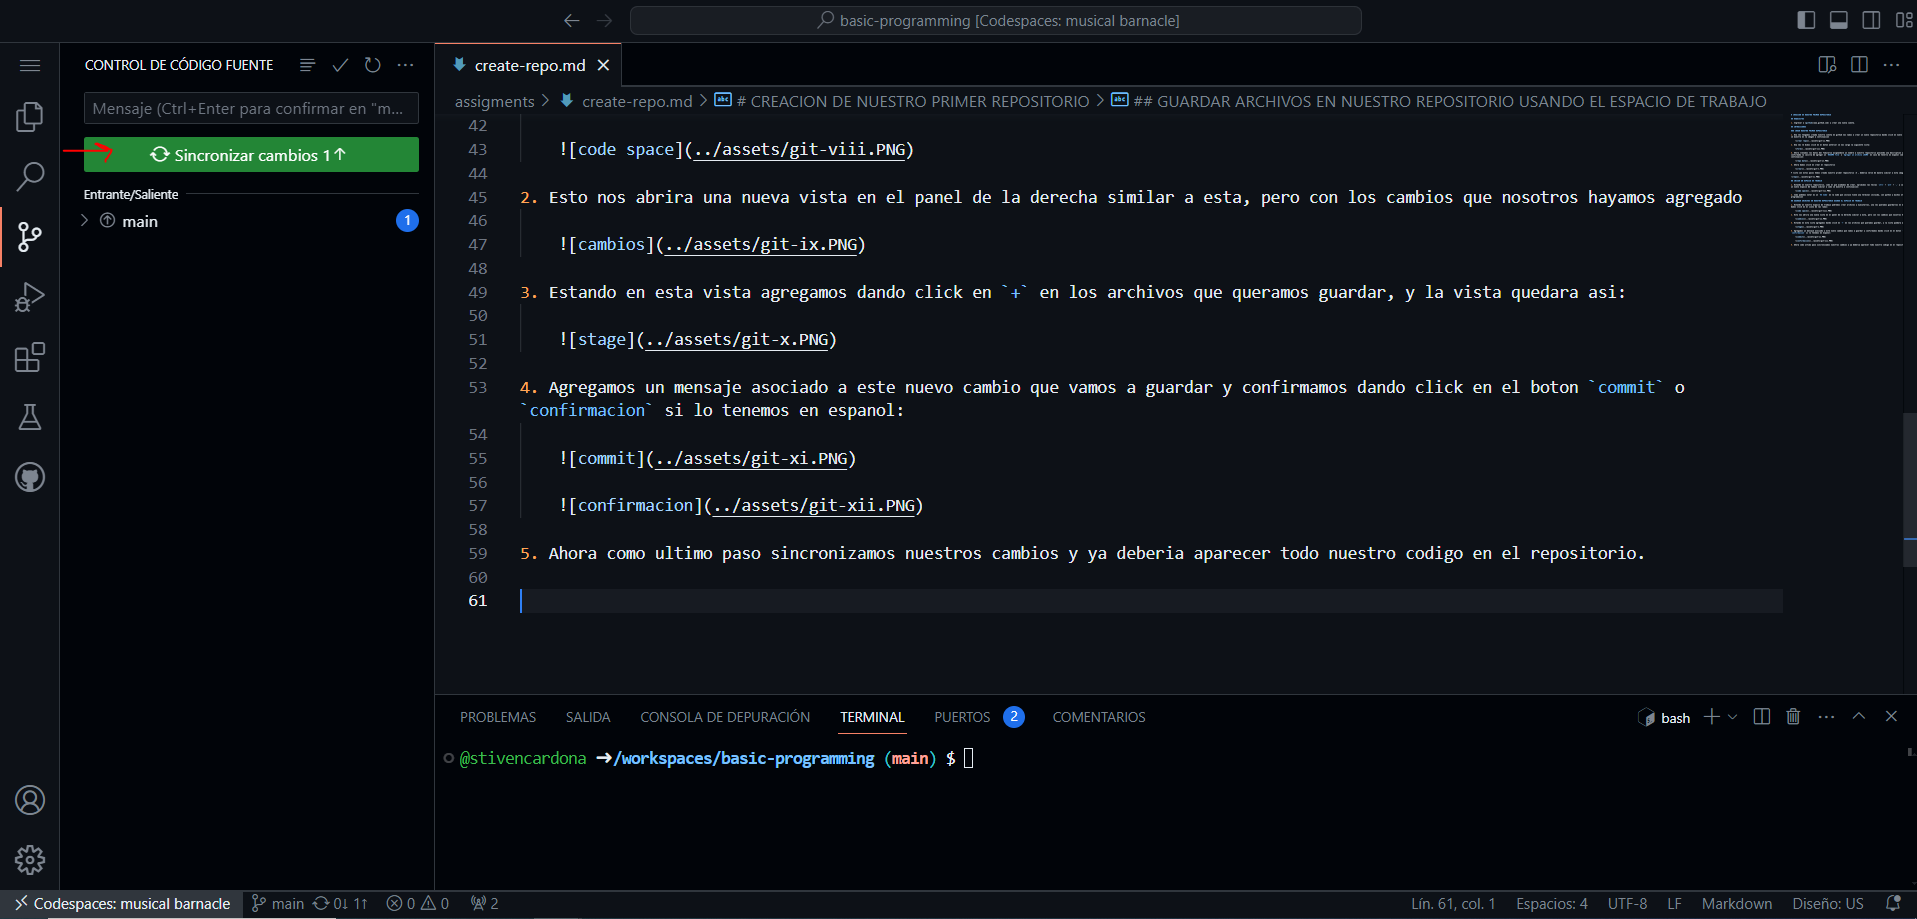 basic-programming [Codespaces: musical barnacle]
CONTROL DE CÓDIGO FUENTE
Mensaje (Ctrl+Enter para confirmar en "m...
Sincronizar cambios 1↑
Entrante/Saliente
main 1
create-repo.md
assigments > create-repo.md > # CREACION DE NUESTRO PRIMER REPOSITORIO > ## GUARDAR ARCHIVOS EN NUESTRO REPOSITORIO USANDO EL ESPACIO DE TRABAJO
42
43 ![code space](../assets/git-viii.PNG)
44
45 2. Esto nos abrira una nueva vista en el panel de la derecha similar a esta, pero con los cambios que nosotros hayamos agregado
46
47 ![cambios](../assets/git-ix.PNG)
48
49 3. Estando en esta vista agregamos dando click en `+` en los archivos que queramos guardar, y la vista quedara asi:
50
51 ![stage](../assets/git-x.PNG)
52
53 4. Agregamos un mensaje asociado a este nuevo cambio que vamos a guardar y confirmamos dando click en el boton `commit` o
`confirmacion` si lo tenemos en espanol:
54
55 ![commit](../assets/git-xi.PNG)
56
57 ![confirmacion](../assets/git-xii.PNG)
58
59 5. Ahora como ultimo paso sincronizamos nuestros cambios y ya deberia aparecer todo nuestro codigo en el repositorio.
60
61
PROBLEMAS SALIDA CONSOLA DE DEPURACIÓN TERMINAL PUERTOS 2 COMENTARIOS
bash
@stivencardona →/workspaces/basic-programming (main) $
Codespaces: musical barnacle main 0↓ 1↑ 0 0 2
Lín. 61, col. 1 Espacios: 4 UTF-8 LF Markdown Diseño: US